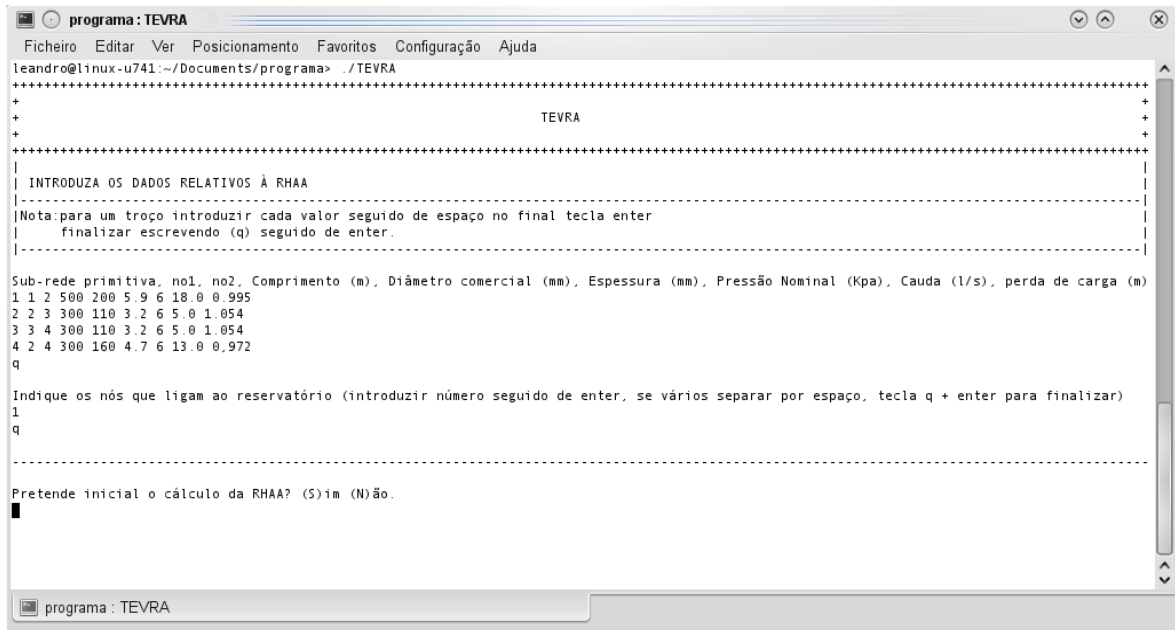 programa : TEVRA
Ficheiro Editar Ver Posicionamento Favoritos Configuração Ajuda
leandro@linux-u741:~/Documents/programa> ./TEVRA
TEVRA
INTRODUZA OS DADOS RELATIVOS À RHAA
|Nota:para um troço introduzir cada valor seguido de espaço no final tecla enter
| finalizar escrevendo (q) seguido de enter.
Sub-rede primitiva, no1, no2, Comprimento (m), Diâmetro comercial (mm), Espessura (mm), Pressão Nominal (Kpa), Cauda (l/s), perda de carga (m)
1 1 2 500 200 5.9 6 18.0 0.995
2 2 3 300 110 3.2 6 5.0 1.054
3 3 4 300 110 3.2 6 5.0 1.054
4 2 4 300 160 4.7 6 13.0 0,972
q
Indique os nós que ligam ao reservatório (introduzir número seguido de enter, se vários separar por espaço, tecla q + enter para finalizar)
1
q
Pretende inicial o cálculo da RHAA? (S)im (N)ão.
programa : TEVRA